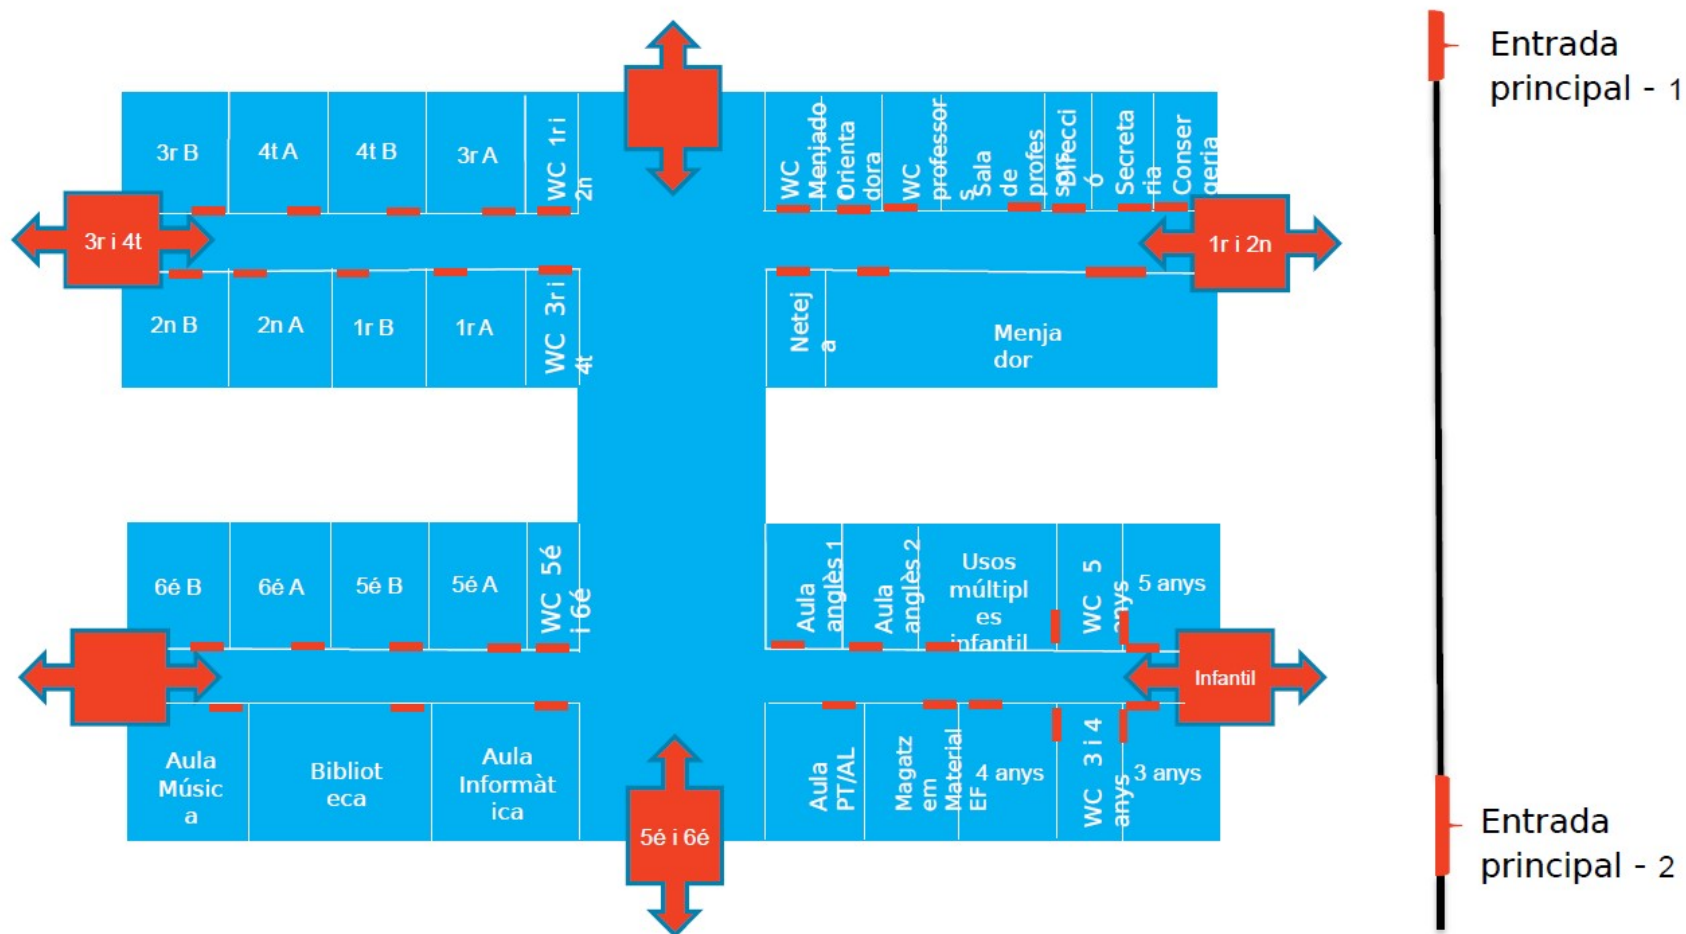 Entrada
principal - 1
3r B
4t A
4t B
3r A
WC 1r i
2n
WC
Menjado
r
Orienta
dora
WC
professor
s
Sala
de
profes
sors
Direcci
ó
Secreta
ria
Conser
geria
3r i 4t
1r i 2n
2n B
2n A
1r B
1r A
WC 3r i
4t
Netej
a
Menja
dor
6é B
6é A
5é B
5é A
WC 5é
i 6é
Aula
anglès 1
Aula
anglès 2
Usos
múltipl
es
infantil
WC 5
anys
5 anys
Infantil
Aula
Músic
a
Bibliot
eca
Aula
Informàt
ica
5é i 6é
Aula
PT/AL
Magatz
em
Material
EF
4 anys
WC 3 i 4
anys
3 anys
Entrada
principal - 2